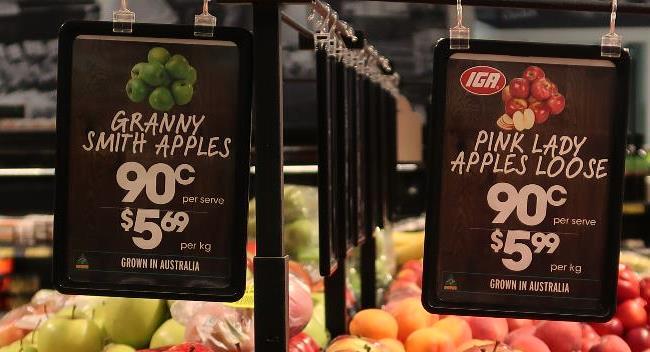 GRANNY
SMITH APPLES
90c
per serve
$5.69
per kg
GROWN IN AUSTRALIA
IGA
PINK LADY
APPLES LOOSE
90c
per serve
$5.99
per kg
GROWN IN AUSTRALIA